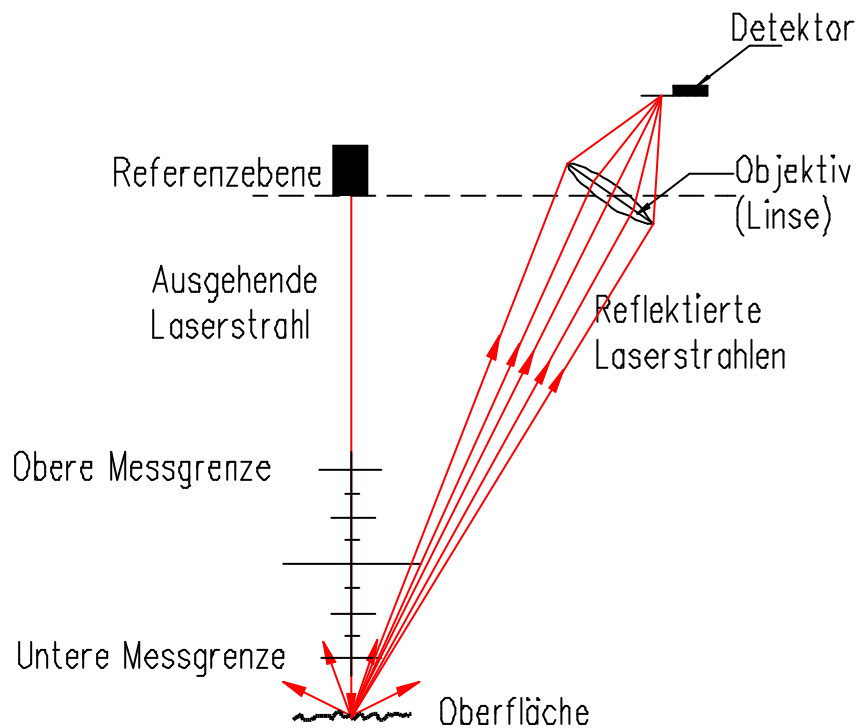 Detektor
Referenzebene
Objektiv
(Linse)
Ausgehende
Laserstrahl
Reflektierte
Laserstrahlen
Obere Messgrenze
Untere Messgrenze
Oberfläche